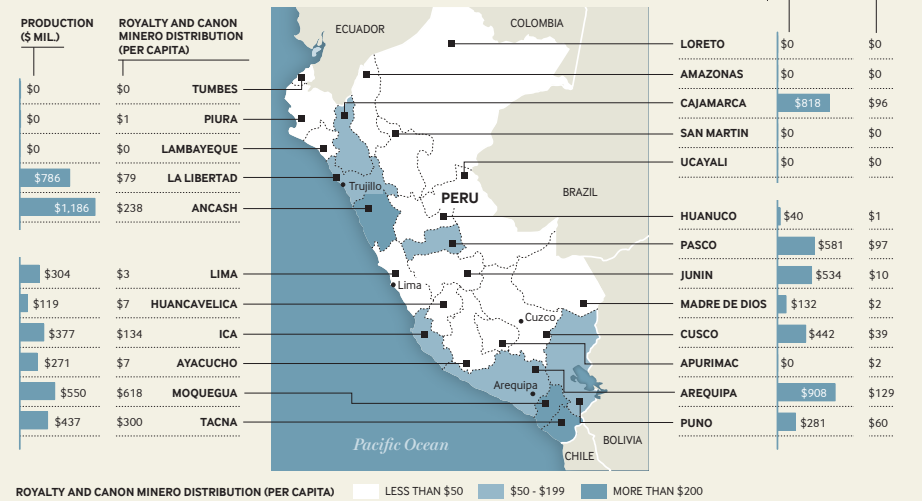 PRODUCTION
($ MIL.)
ROYALTY AND CANON
MINERO DISTRIBUTION
(PER CAPITA)
$0 $0 TUMBES
$0 $1 PIURA
$0 $0 LAMBAYEQUE
$786 $79 LA LIBERTAD
$1,186 $238 ANCASH
$304 $3 LIMA
$119 $7 HUANCAVELICA
$377 $134 ICA
$271 $7 AYACUCHO
$550 $618 MOQUEGUA
$437 $300 TACNA
ECUADOR
COLOMBIA
Trujillo
PERU
BRAZIL
Lima
Cuzco
Arequipa
Pacific Ocean
BOLIVIA
CHILE
LORETO $0 $0
AMAZONAS $0 $0
CAJAMARCA $818 $96
SAN MARTIN $0 $0
UCAYALI $0 $0
HUANUCO $40 $1
PASCO $581 $97
JUNIN $534 $10
MADRE DE DIOS $132 $2
CUSCO $442 $39
APURIMAC $0 $2
AREQUIPA $908 $129
PUNO $281 $60
ROYALTY AND CANON MINERO DISTRIBUTION (PER CAPITA) LESS THAN $50 $50 - $199 MORE THAN $200